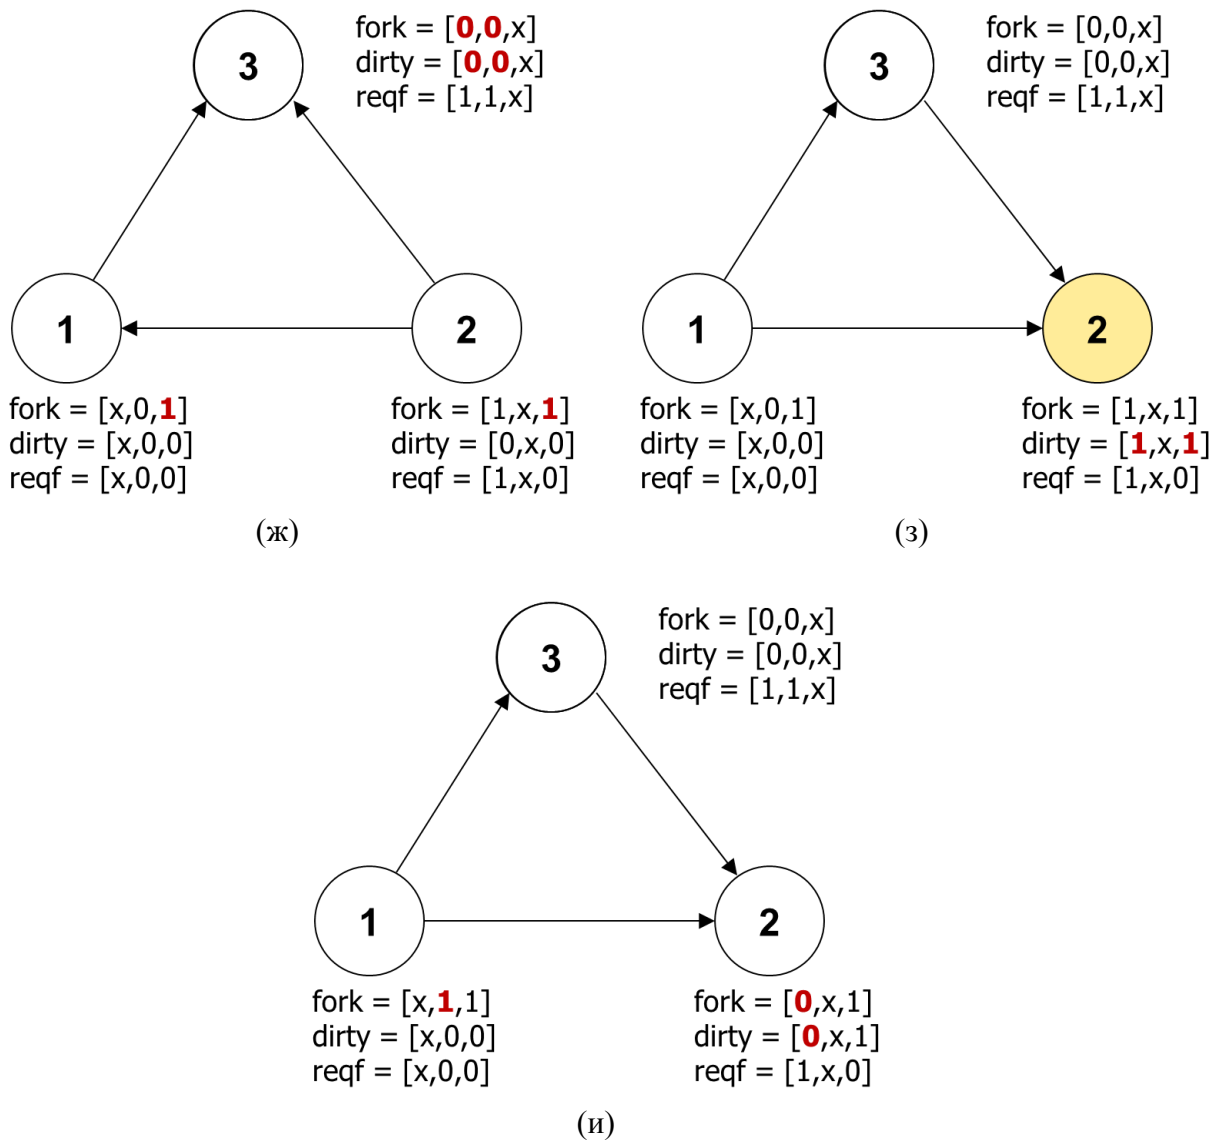 3
fork = [0,0,x]
dirty = [0,0,x]
reqf = [1,1,x]
1
2
fork = [x,0,1]
dirty = [x,0,0]
reqf = [x,0,0]
fork = [1,x,1]
dirty = [0,x,0]
reqf = [1,x,0]
(ж)
3
fork = [0,0,x]
dirty = [0,0,x]
reqf = [1,1,x]
1
2
fork = [x,0,1]
dirty = [x,0,0]
reqf = [x,0,0]
fork = [1,x,1]
dirty = [1,x,1]
reqf = [1,x,0]
(з)
3
fork = [0,0,x]
dirty = [0,0,x]
reqf = [1,1,x]
1
2
fork = [x,1,1]
dirty = [x,0,0]
reqf = [x,0,0]
fork = [0,x,1]
dirty = [0,x,1]
reqf = [1,x,0]
(и)